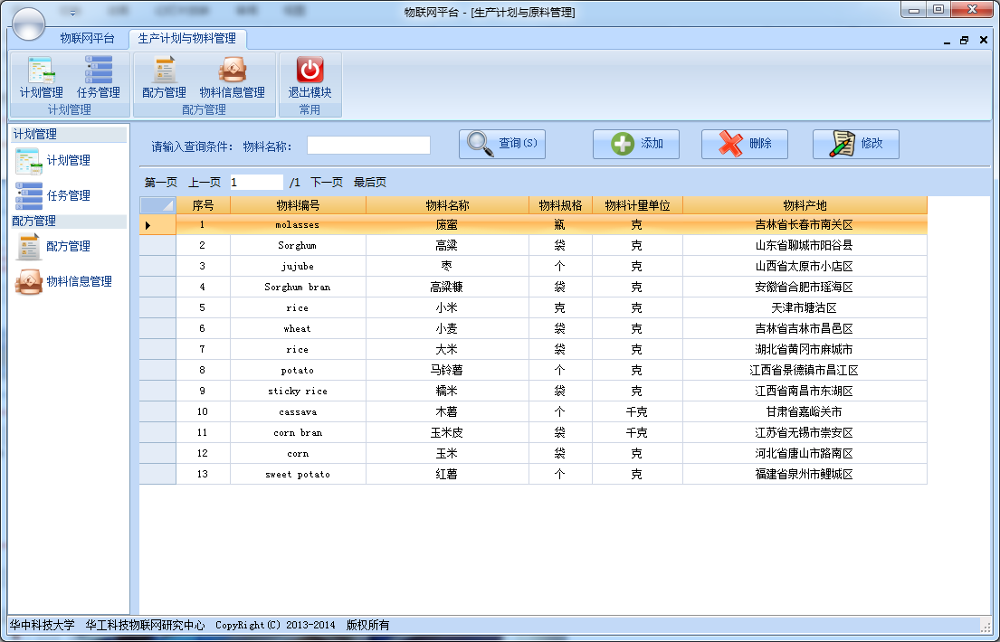 物联网平台 - [生产计划与原料管理]
物联网平台 生产计划与物料管理
计划管理 任务管理 配方管理 物料信息管理 退出模块
计划管理 配方管理 常用
计划管理
计划管理
任务管理
配方管理
配方管理
物料信息管理
请输入查询条件: 物料名称: 查询(S) 添加 删除 修改
第一页 上一页 1 /1 下一页 最后页
序号 物料编号 物料名称 物料规格 物料计量单位 物料产地
1 molasses 废蜜 瓶 克 吉林省长春市南关区
2 Sorghum 高粱 袋 克 山东省聊城市阳谷县
3 jujube 枣 个 克 山西省太原市小店区
4 Sorghum bran 高粱糠 袋 克 安徽省合肥市瑶海区
5 rice 小米 克 克 天津市塘沽区
6 wheat 小麦 袋 克 吉林省吉林市昌邑区
7 rice 大米 袋 克 湖北省黄冈市麻城市
8 potato 马铃薯 个 克 江西省景德镇市昌江区
9 sticky rice 糯米 袋 克 江西省南昌市东湖区
10 cassava 木薯 个 千克 甘肃省嘉峪关市
11 corn bran 玉米皮 袋 千克 江苏省无锡市崇安区
12 corn 玉米 袋 克 河北省唐山市路南区
13 sweet potato 红薯 个 克 福建省泉州市鲤城区
华中科技大学 华工科技物联网研究中心 CopyRight(C) 2013-2014 版权所有